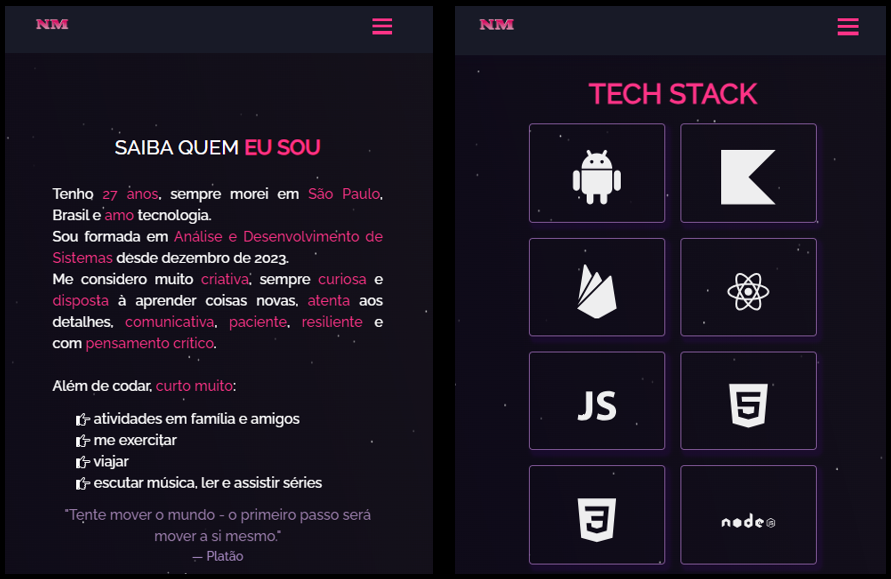 NM
SAIBA QUEM EU SOU
Tenho 27 anos, sempre morei em São Paulo,
Brasil e amo tecnologia.
Sou formada em Análise e Desenvolvimento de
Sistemas desde dezembro de 2023.
Me considero muito criativa, sempre curiosa e
disposta à aprender coisas novas, atenta aos
detalhes, comunicativa, paciente, resiliente e
com pensamento crítico.
Além de codar, curto muito:
atividades em família e amigos
me exercitar
viajar
escutar música, ler e assistir séries
"Tente mover o mundo - o primeiro passo será
mover a si mesmo."
— Platão
NM
TECH STACK
JS
5
3
node
JS